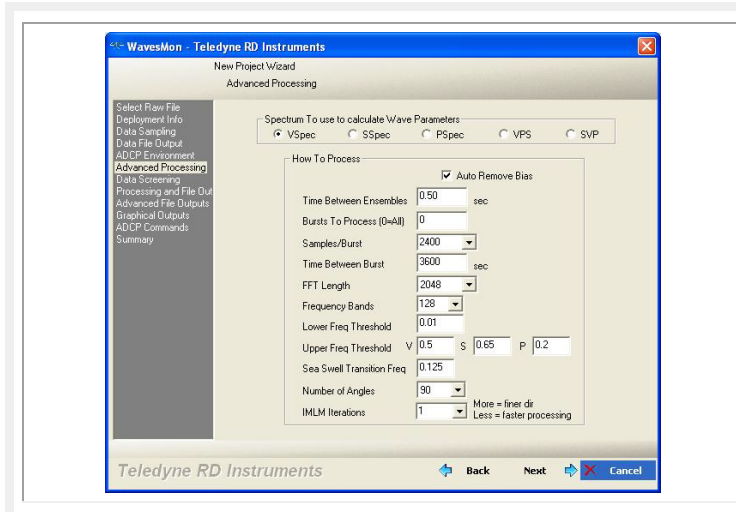 WavesMon - Teledyne RD Instruments
New Project Wizard
Advanced Processing
Select Raw File
Deployment Info
Data Sampling
Data File Output
ADCP Environment
Advanced Processing
Data Screening
Processing and File Out
Advanced File Outputs
Graphical Outputs
ADCP Commands
Summary
Spectrum To use to calculate Wave Parameters
VSpec SSpec PSpec VPS SVP
How To Process
Auto Remove Bias
Time Between Ensembles 0.50 sec
Bursts To Process (0=All) 0
Samples/Burst 2400
Time Between Burst 3600 sec
FFT Length 2048
Frequency Bands 128
Lower Freq Threshold 0.01
Upper Freq Threshold V 0.5 S 0.65 P 0.2
Sea Swell Transition Freq 0.125
Number of Angles 90
IMLM Iterations 1
More = finer dir
Less = faster processing
Teledyne RD Instruments
Back Next Cancel